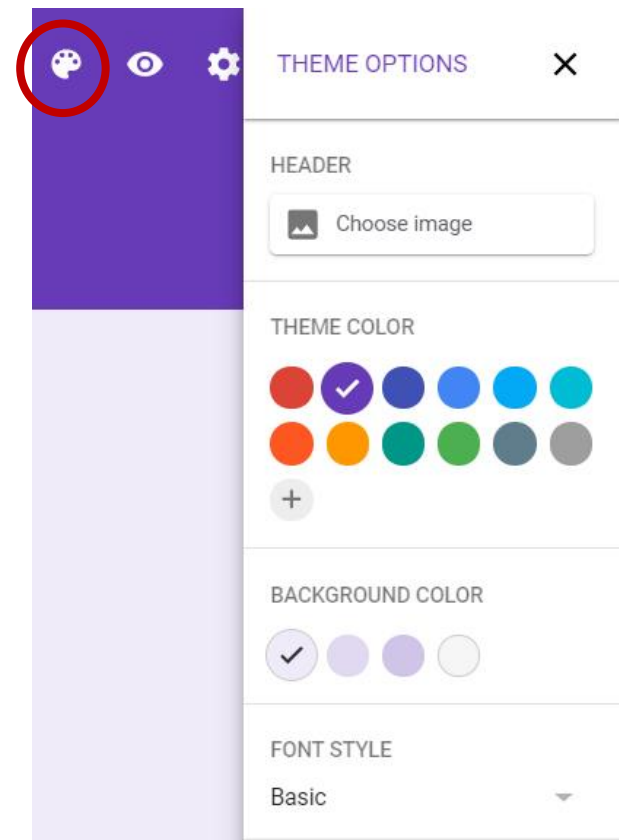 THEME OPTIONS
HEADER
Choose image
THEME COLOR
BACKGROUND COLOR
FONT STYLE
Basic